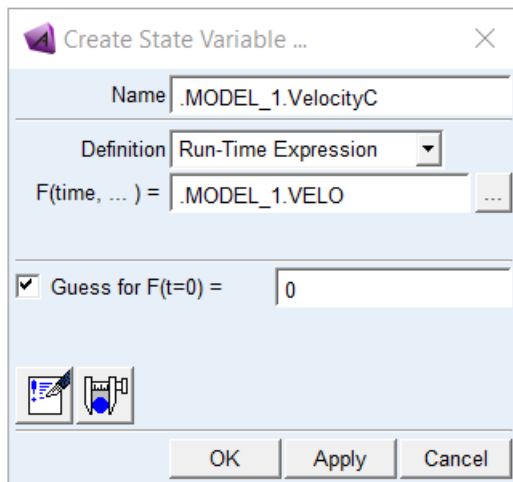 Create State Variable ...
Name .MODEL_1.VelocityC
Definition Run-Time Expression
F(time, ... ) = .MODEL_1.VELO ...
Guess for F(t=0) = 0
OK Apply Cancel